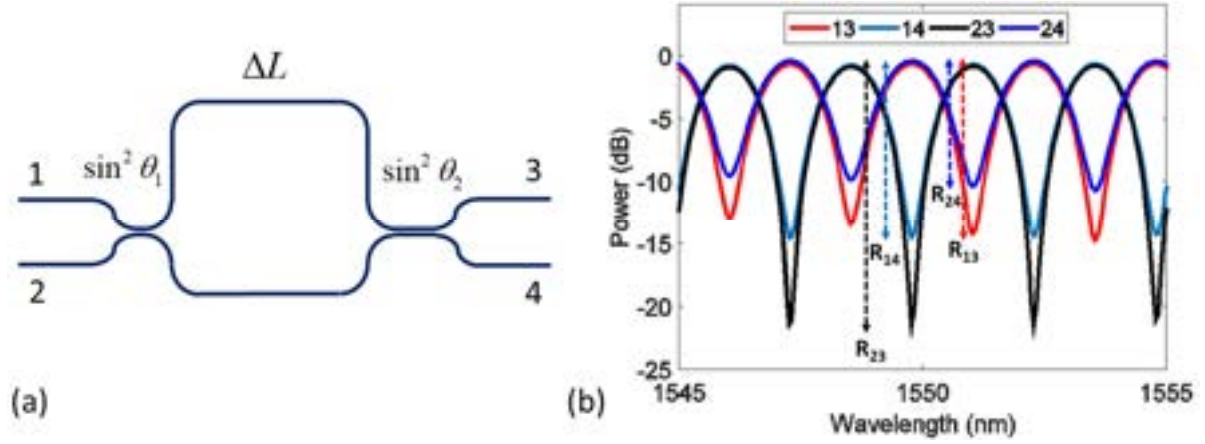 ΔL
sin² θ₁
sin² θ₂
1
3
2
4
(a)
13 14 23 24
0
-5
-10
-15
-20
-25
Power (dB)
R₂₄
R₁₄
R₁₃
R₂₃
1545 1550 1555
Wavelength (nm)
(b)